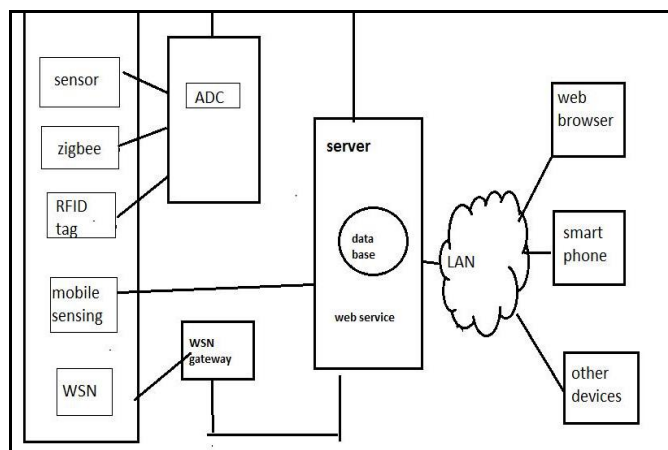 sensor
zigbee
RFID
tag
mobile
sensing
WSN
ADC
WSN
gateway
server
data
base
web service
LAN
web
browser
smart
phone
other
devices